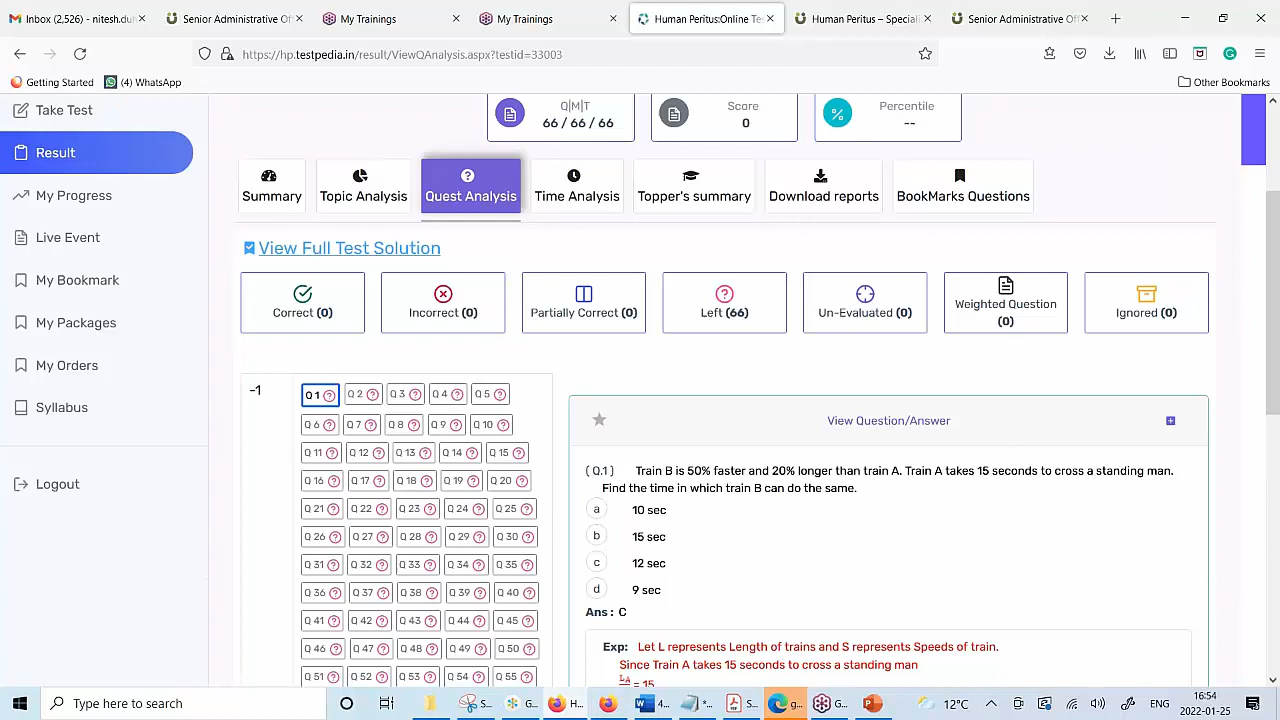 Inbox (2,526) - nitesh.dul
Senior Administrative Of
My Trainings
My Trainings
Human Peritus:Online Te
Human Peritus – Speciali
Senior Administrative Of
https://hp.testpedia.in/result/ViewQAnalysis.aspx?testid=33003
Getting Started
(4) WhatsApp
Other Bookmarks
Take Test
Result
My Progress
Live Event
My Bookmark
My Packages
My Orders
Syllabus
Logout
Q|M|T
66 / 66 / 66
Score
0
Percentile
--
Summary
Topic Analysis
Quest Analysis
Time Analysis
Topper's summary
Download reports
BookMarks Questions
View Full Test Solution
Correct (0)
Incorrect (0)
Partially Correct (0)
Left (66)
Un-Evaluated (0)
Weighted Question
(0)
Ignored (0)
-1
Q 1 Q 2 Q 3 Q 4 Q 5
Q 6 Q 7 Q 8 Q 9 Q 10
Q 11 Q 12 Q 13 Q 14 Q 15
Q 16 Q 17 Q 18 Q 19 Q 20
Q 21 Q 22 Q 23 Q 24 Q 25
Q 26 Q 27 Q 28 Q 29 Q 30
Q 31 Q 32 Q 33 Q 34 Q 35
Q 36 Q 37 Q 38 Q 39 Q 40
Q 41 Q 42 Q 43 Q 44 Q 45
Q 46 Q 47 Q 48 Q 49 Q 50
Q 51 Q 52 Q 53 Q 54 Q 55
View Question/Answer
( Q.1 ) Train B is 50% faster and 20% longer than train A. Train A takes 15 seconds to cross a standing man.
Find the time in which train B can do the same.
a 10 sec
b 15 sec
c 12 sec
d 9 sec
Ans : C
Exp: Let L represents Length of trains and S represents Speeds of train.
Since Train A takes 15 seconds to cross a standing man
= 15
Type here to search
S...
G...
H...
4...
S...
g...
G...
P...
12°C
ENG
16:54
2022-01-25